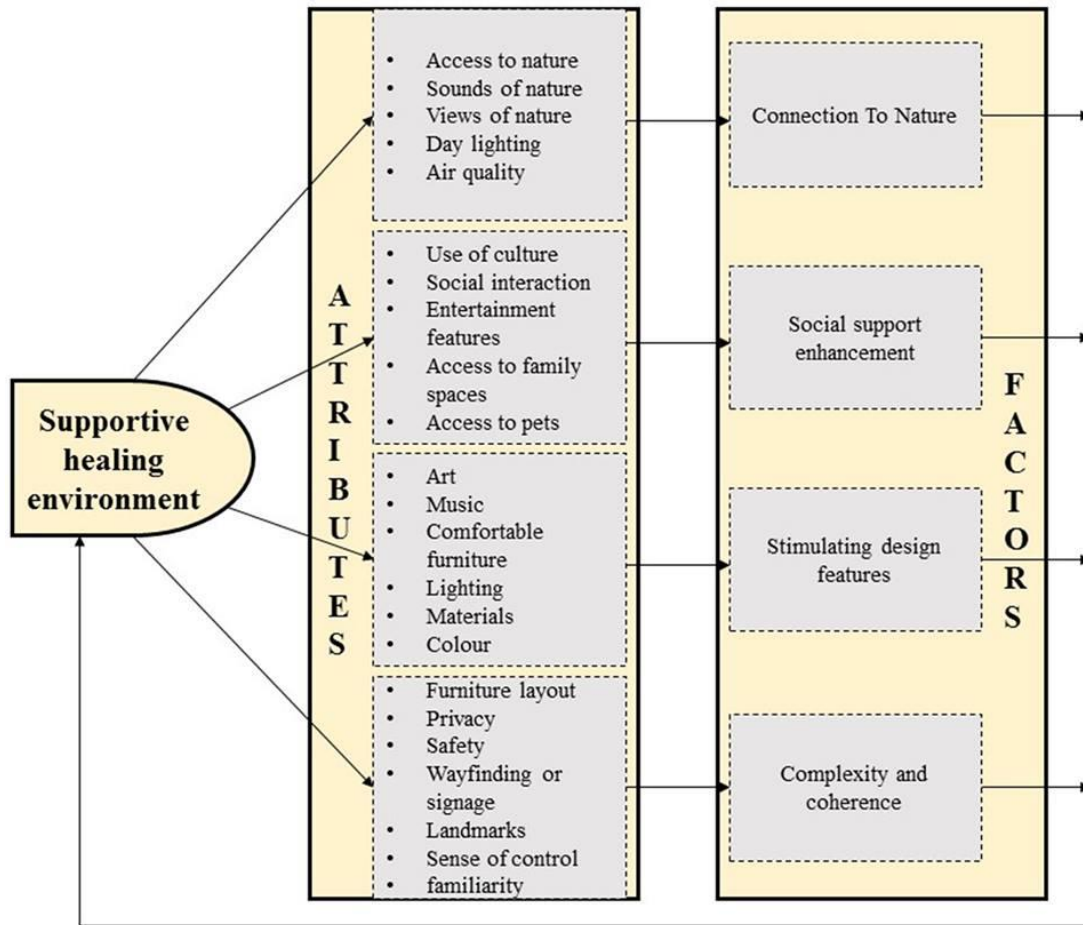 Supportive
healing
environment
ATTRIBUTES
• Access to nature
• Sounds of nature
• Views of nature
• Day lighting
• Air quality
• Use of culture
• Social interaction
• Entertainment
features
• Access to family
spaces
• Access to pets
• Art
• Music
• Comfortable
furniture
• Lighting
• Materials
• Colour
• Furniture layout
• Privacy
• Safety
• Wayfinding or
signage
• Landmarks
• Sense of control
• familiarity
Connection To Nature
Social support
enhancement
Stimulating design
features
Complexity and
coherence
FACTORS